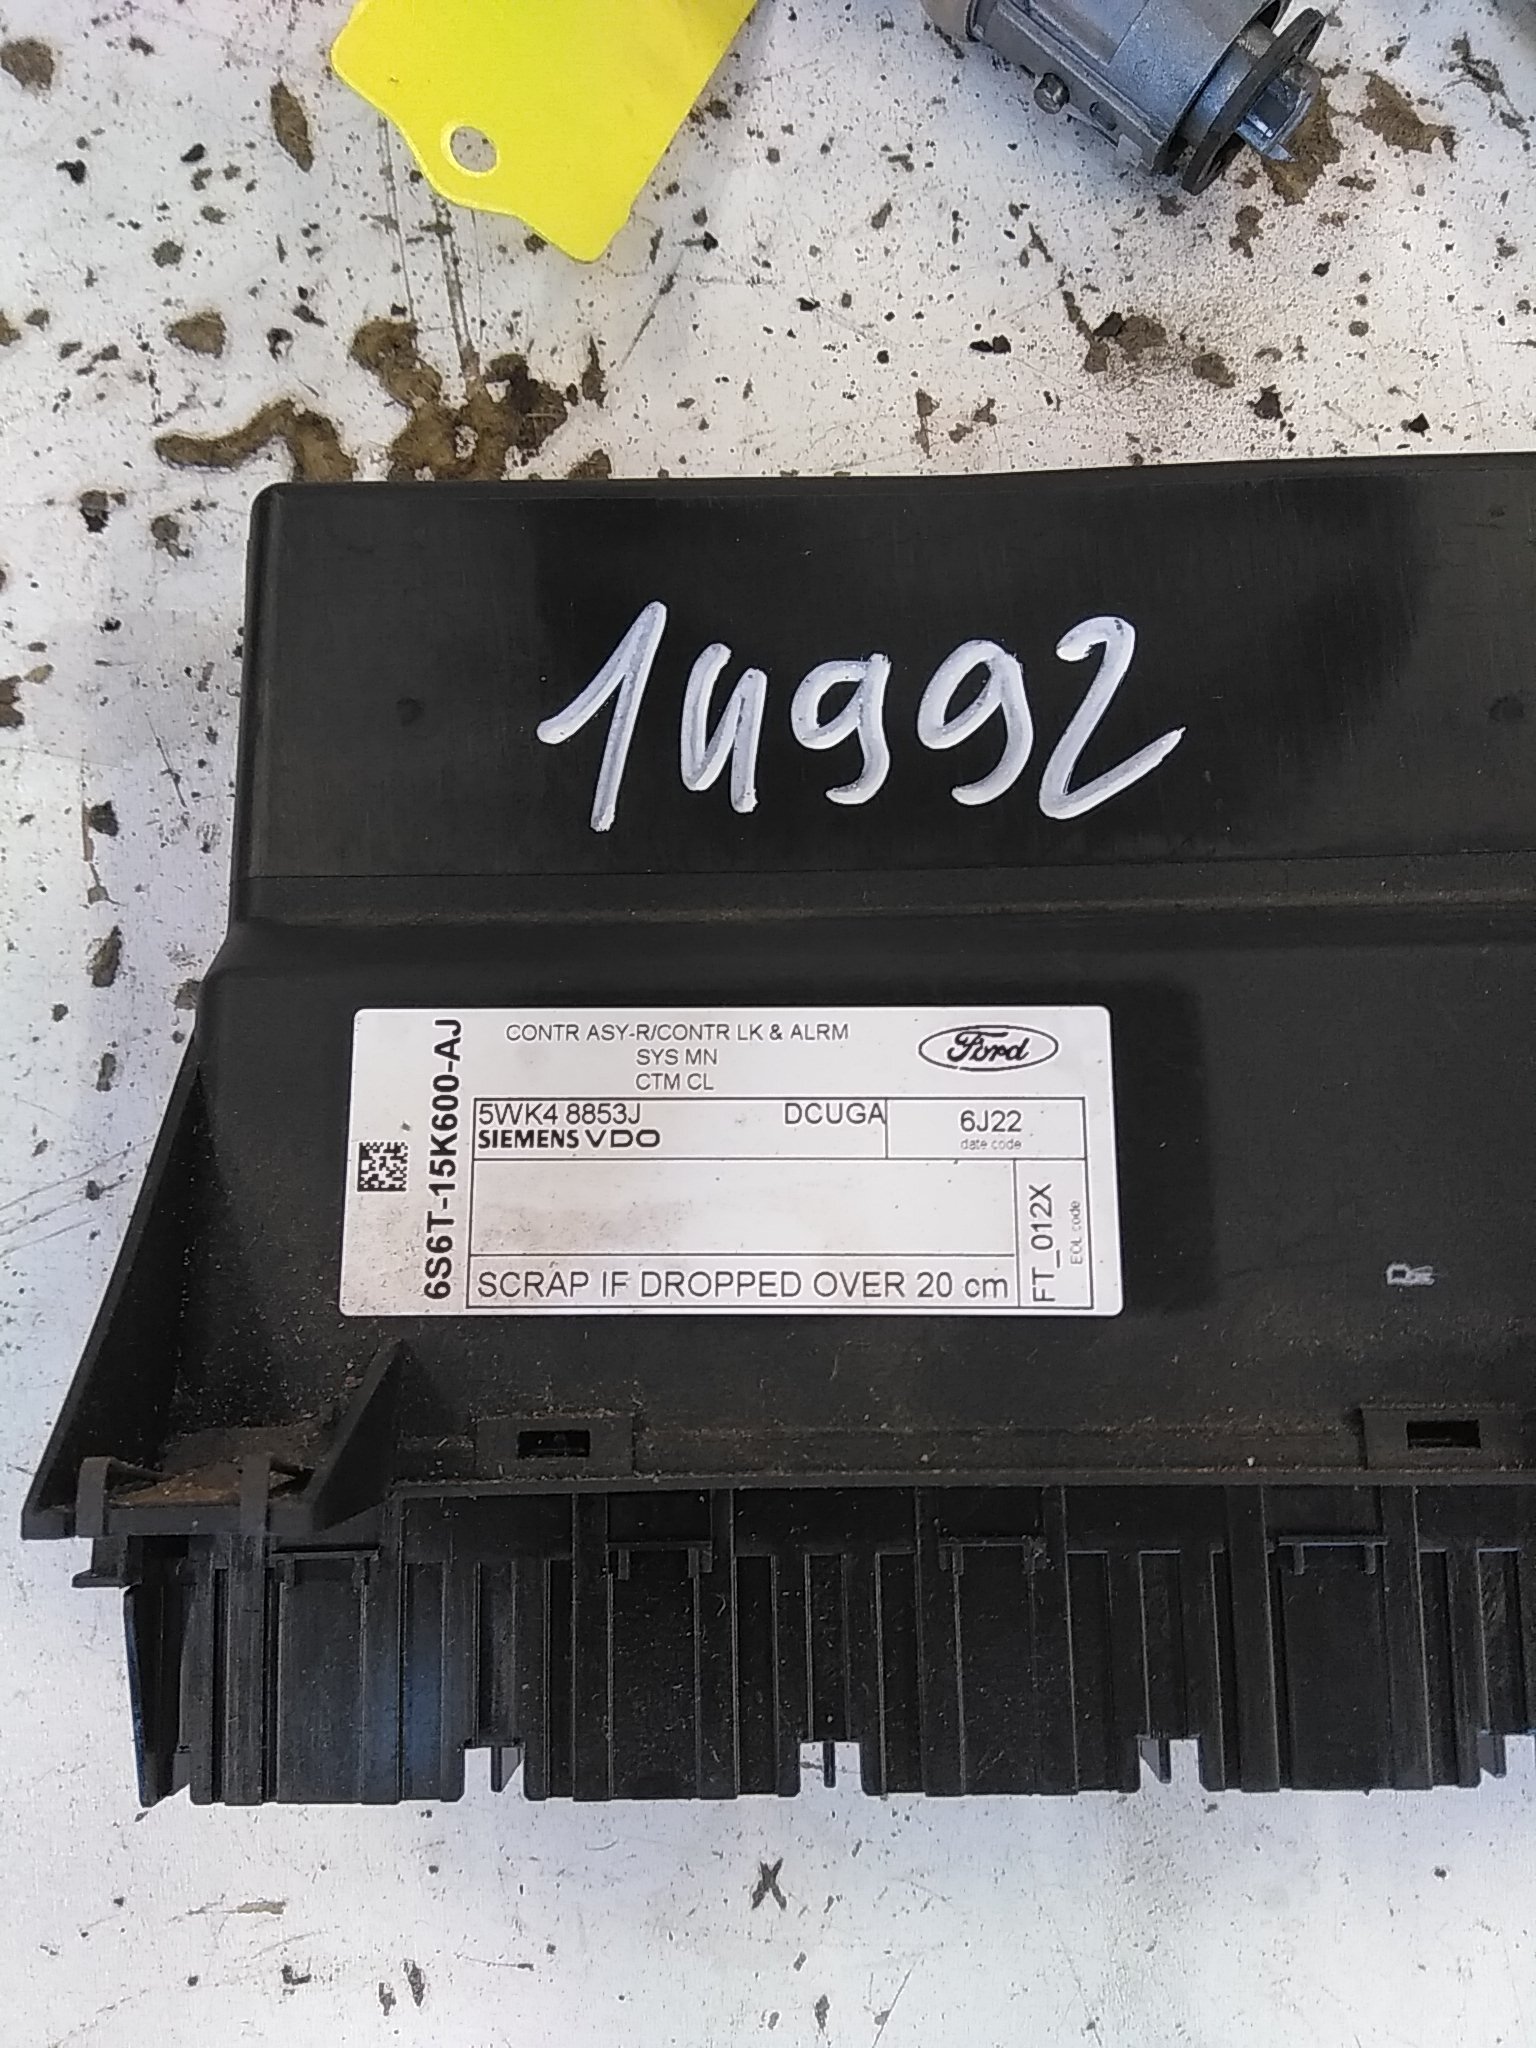 14992
6S6T-15K600-AJ
CONTR ASY-R/CONTR LK & ALRM
SYS MN
CTM CL
Ford
5WK4 8853J DCUGA
SIEMENS VDO
6J22
date code
FT_012X
EOL code
SCRAP IF DROPPED OVER 20 cm